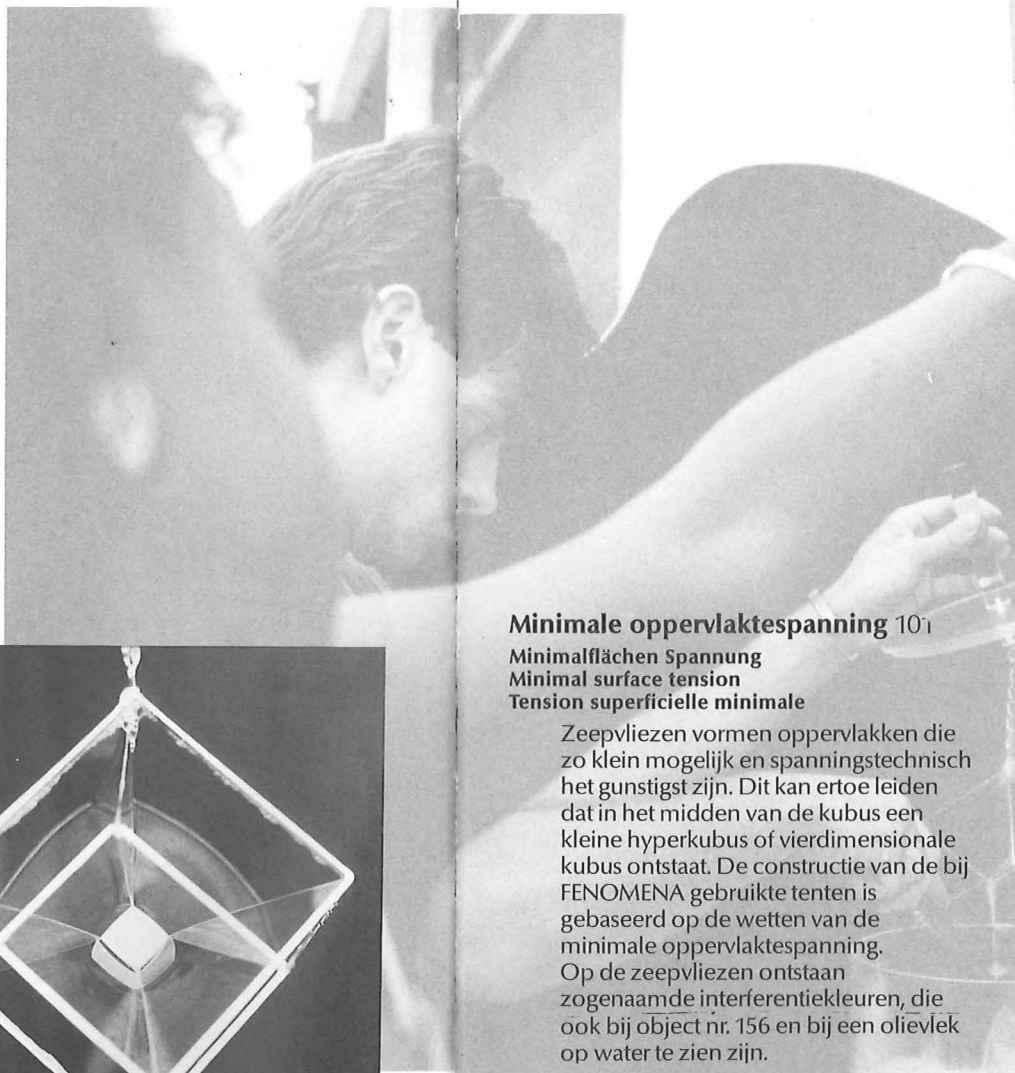 Minimale oppervlaktespanning
Minimalflächen Spannung
Minimal surface tension
Tension superficielle minimale
Zeepvliezen vormen oppervlakken die
zo klein mogelijk en spanningstechnisch
het gunstigst zijn. Dit kan ertoe leiden
dat in het midden van de kubus een
kleine hyperkubus of vierdimensionale
kubus ontstaat. De constructie van de bij
FENOMENA gebruikte tenten is
gebaseerd op de wetten van de
minimale oppervlaktespanning.
Op de zeepvliezen ontstaan
zogenaamde interferentiekleuren, die
ook bij object nr. 156 en bij een olievlek
op water te zien zijn.